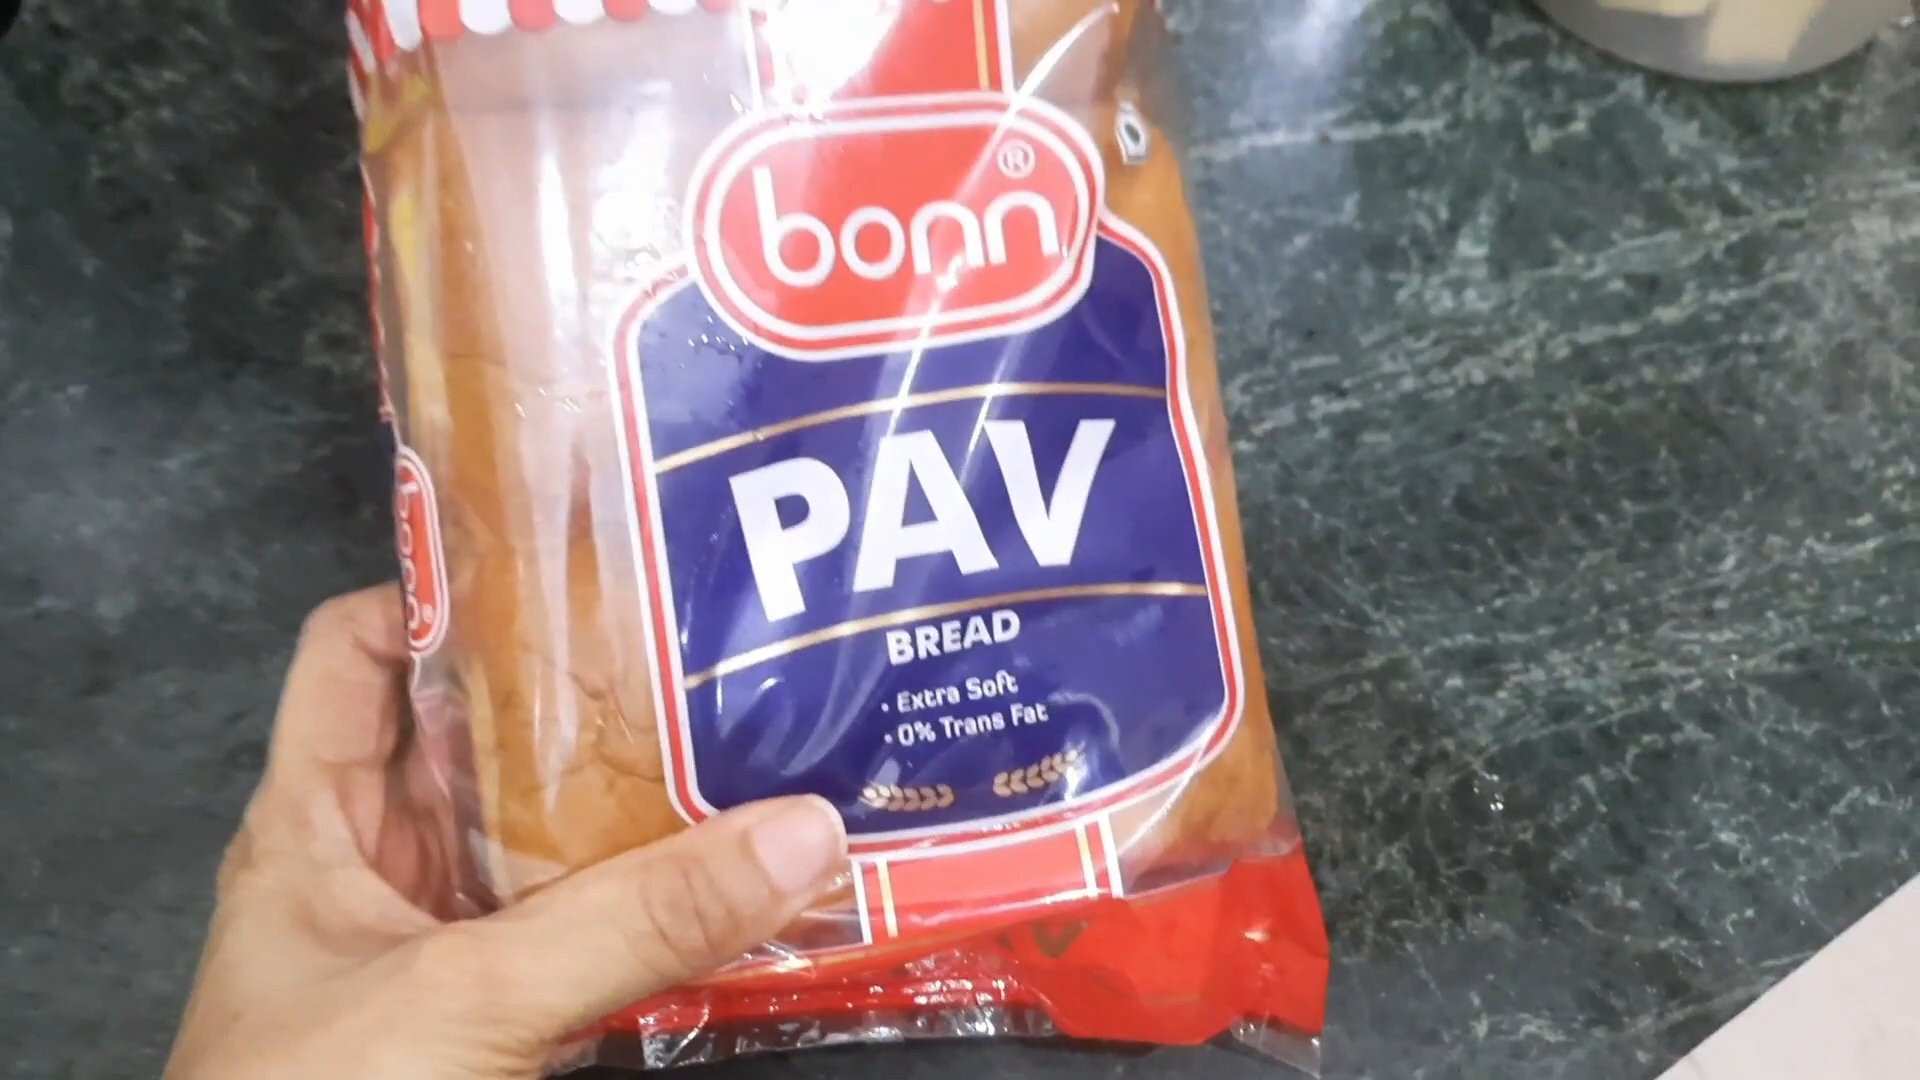 bonn®
PAV
BREAD
• Extra Soft
• 0% Trans Fat
bonn®